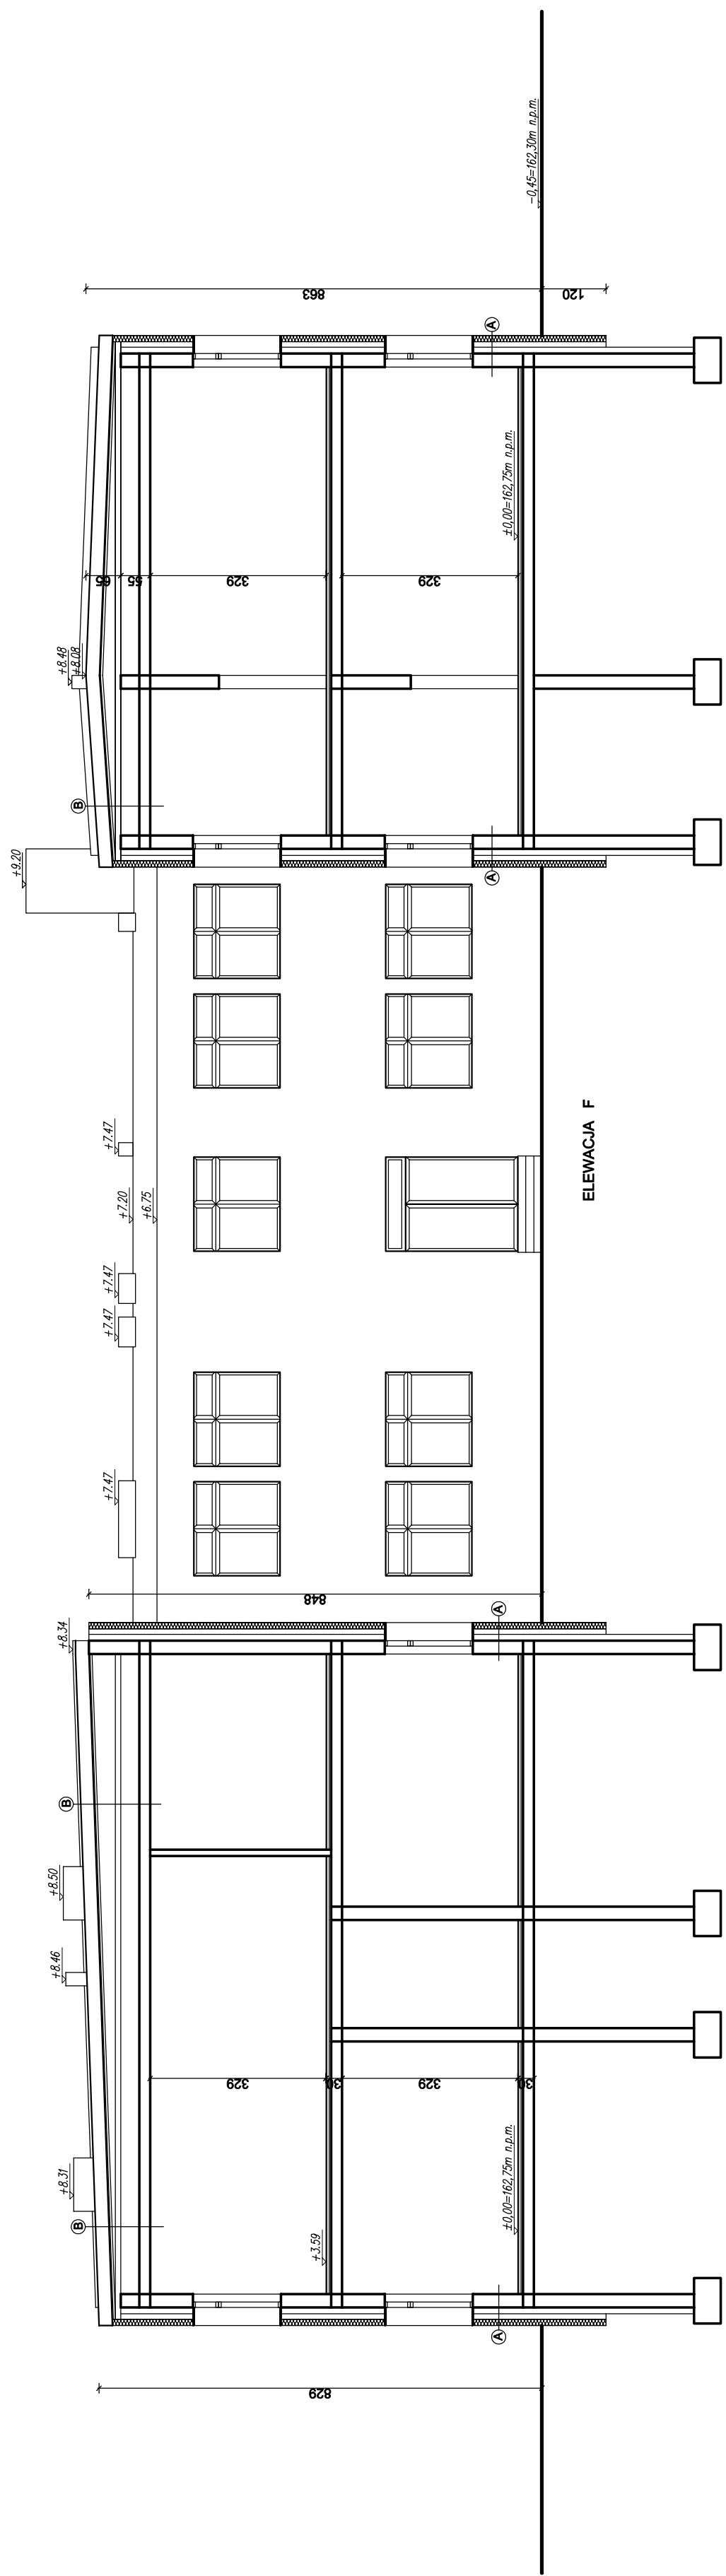 -0,45=162,30m n.p.m.
863
120
A
±0,00=162,75m n.p.m.
65
55
329
329
+8.48
+8.08
B
A
+9.20
+7.47
+7.20
+6.75
ELEWACJA F
+7.47
+7.47
+7.47
848
+8.34
A
B
+8.50
+8.46
329
30
329
30
+8.31
±0,00=162,75m n.p.m.
B
+3.59
A
829